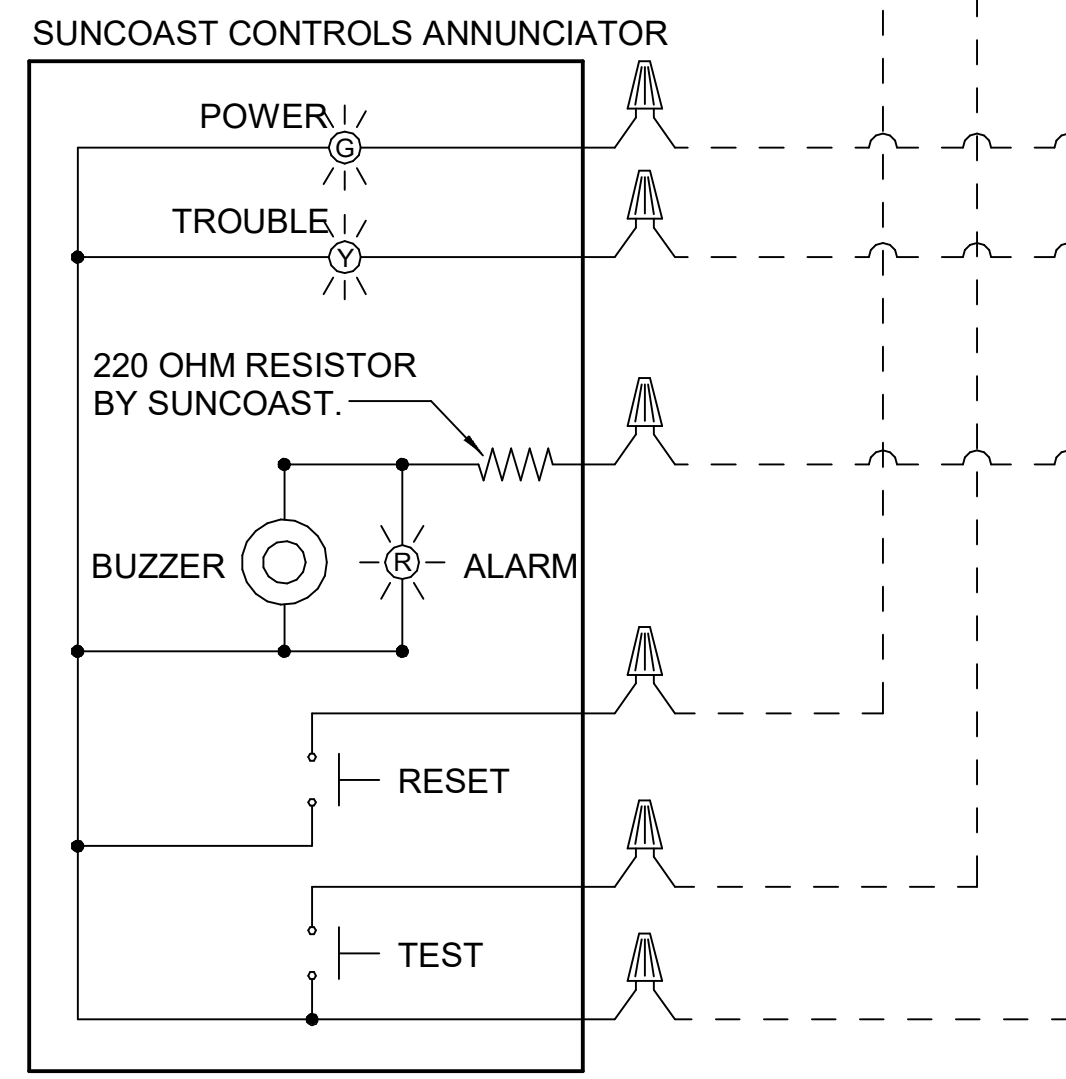 SUNCOAST CONTROLS ANNUNCIATOR
POWER
G
TROUBLE
Y
220 OHM RESISTOR
BY SUNCOAST.
BUZZER
R
ALARM
RESET
TEST